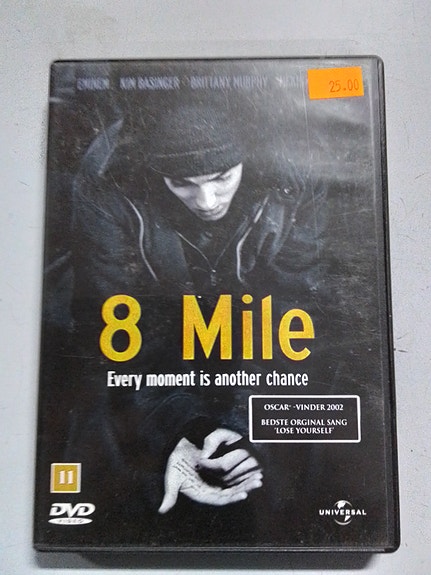 EMINEM KIM BASINGER BRITTANY MURPHY
25.00
8 Mile
Every moment is another chance
OSCAR® -VINDER 2002
BEDSTE ORGINAL SANG
'LOSE YOURSELF'
11
DVD
VIDEO
UNIVERSAL